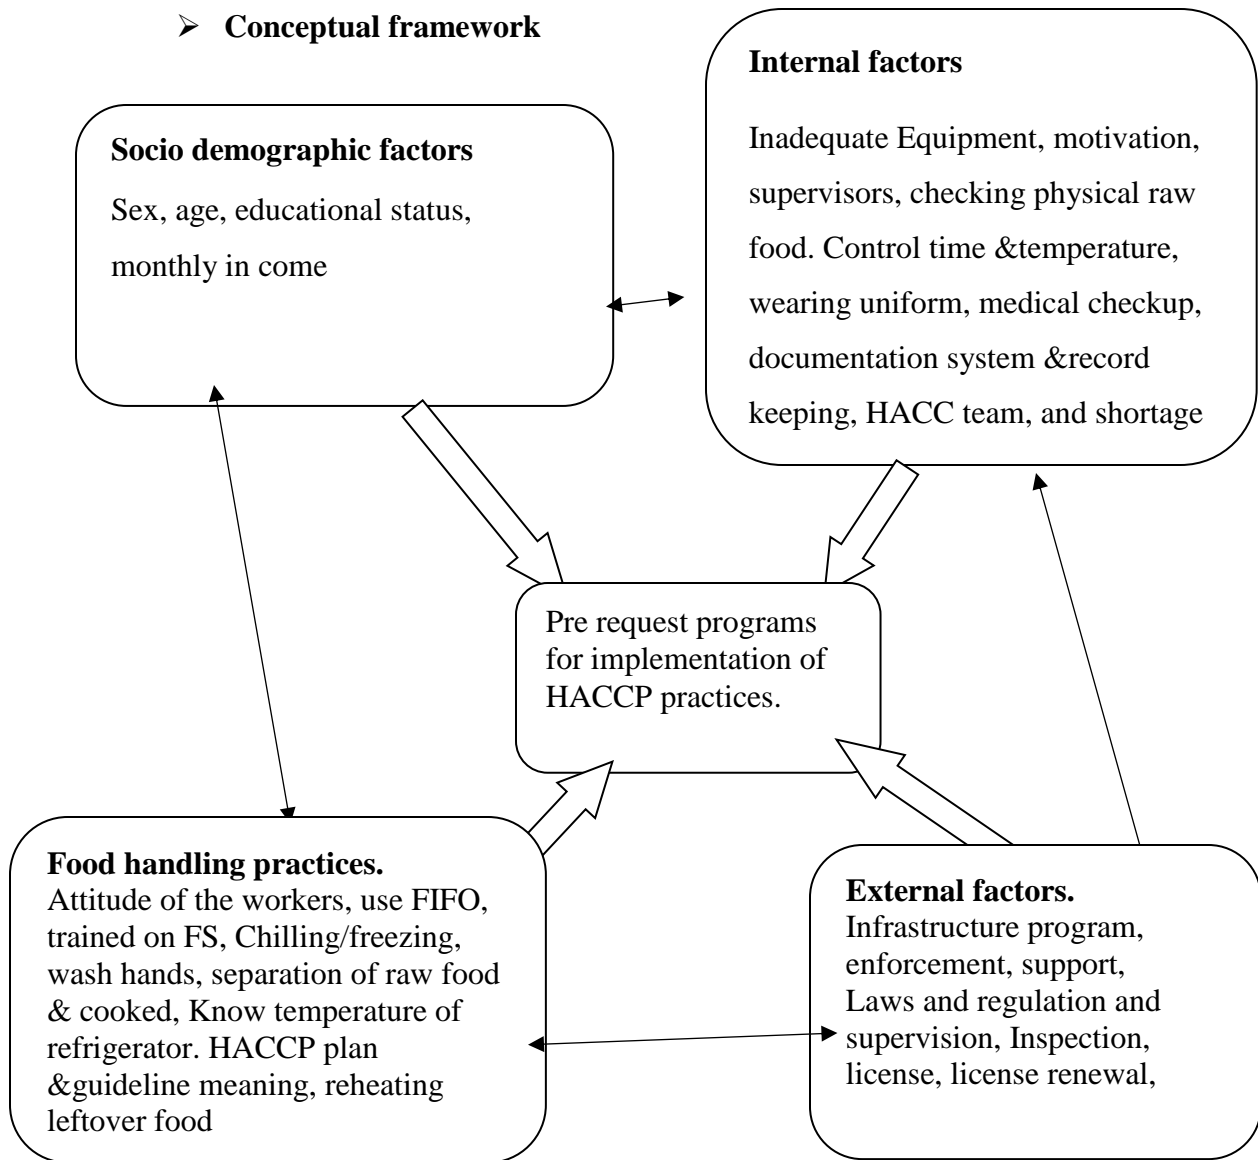 ➢ Conceptual framework
Internal factors
Inadequate Equipment, motivation,
supervisors, checking physical raw
food. Control time &temperature,
wearing uniform, medical checkup,
documentation system &record
keeping, HACC team, and shortage
Socio demographic factors
Sex, age, educational status,
monthly in come
Pre request programs
for implementation of
HACCP practices.
Food handling practices.
Attitude of the workers, use FIFO,
trained on FS, Chilling/freezing,
wash hands, separation of raw food
& cooked, Know temperature of
refrigerator. HACCP plan
&guideline meaning, reheating
leftover food
External factors.
Infrastructure program,
enforcement, support,
Laws and regulation and
supervision, Inspection,
license, license renewal,